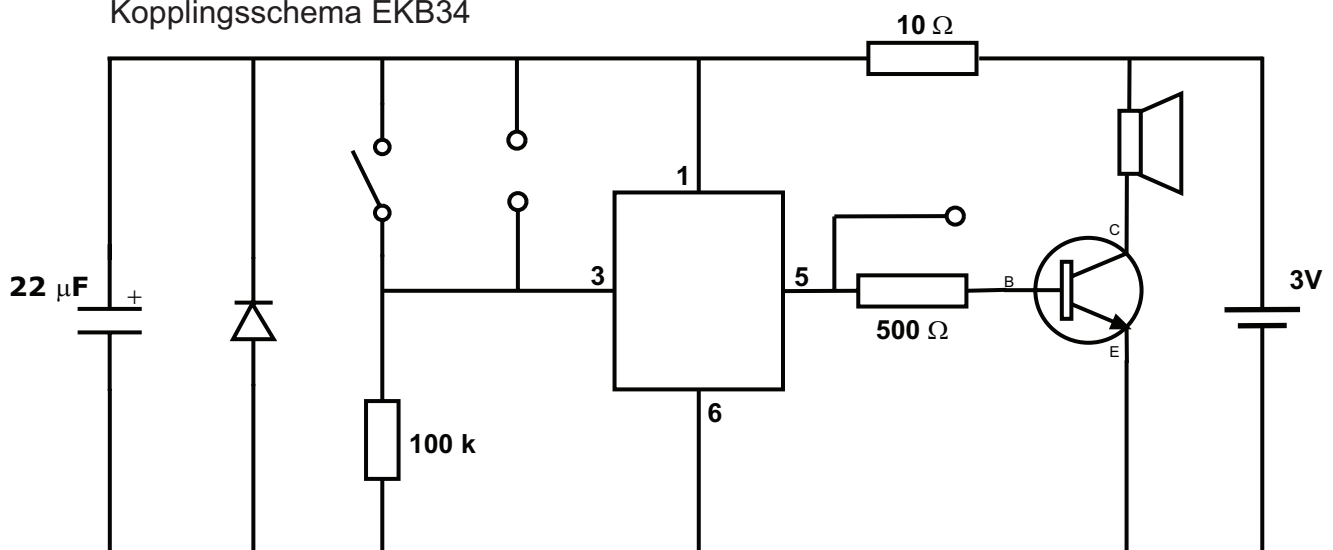 Kopplingsschema EKB34
10 Ω
1
C
3
5
22 μF
+
B
3V
500 Ω
E
6
100 k